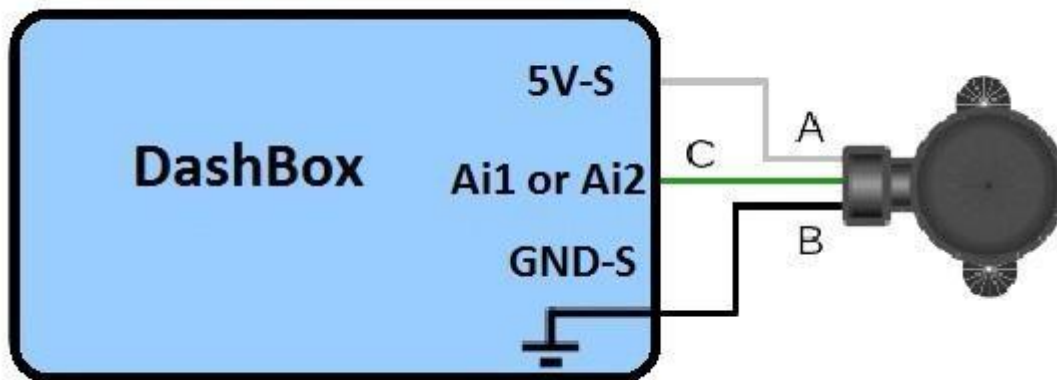 5V-S
A
DashBox
C
Ai1 or Ai2
B
GND-S